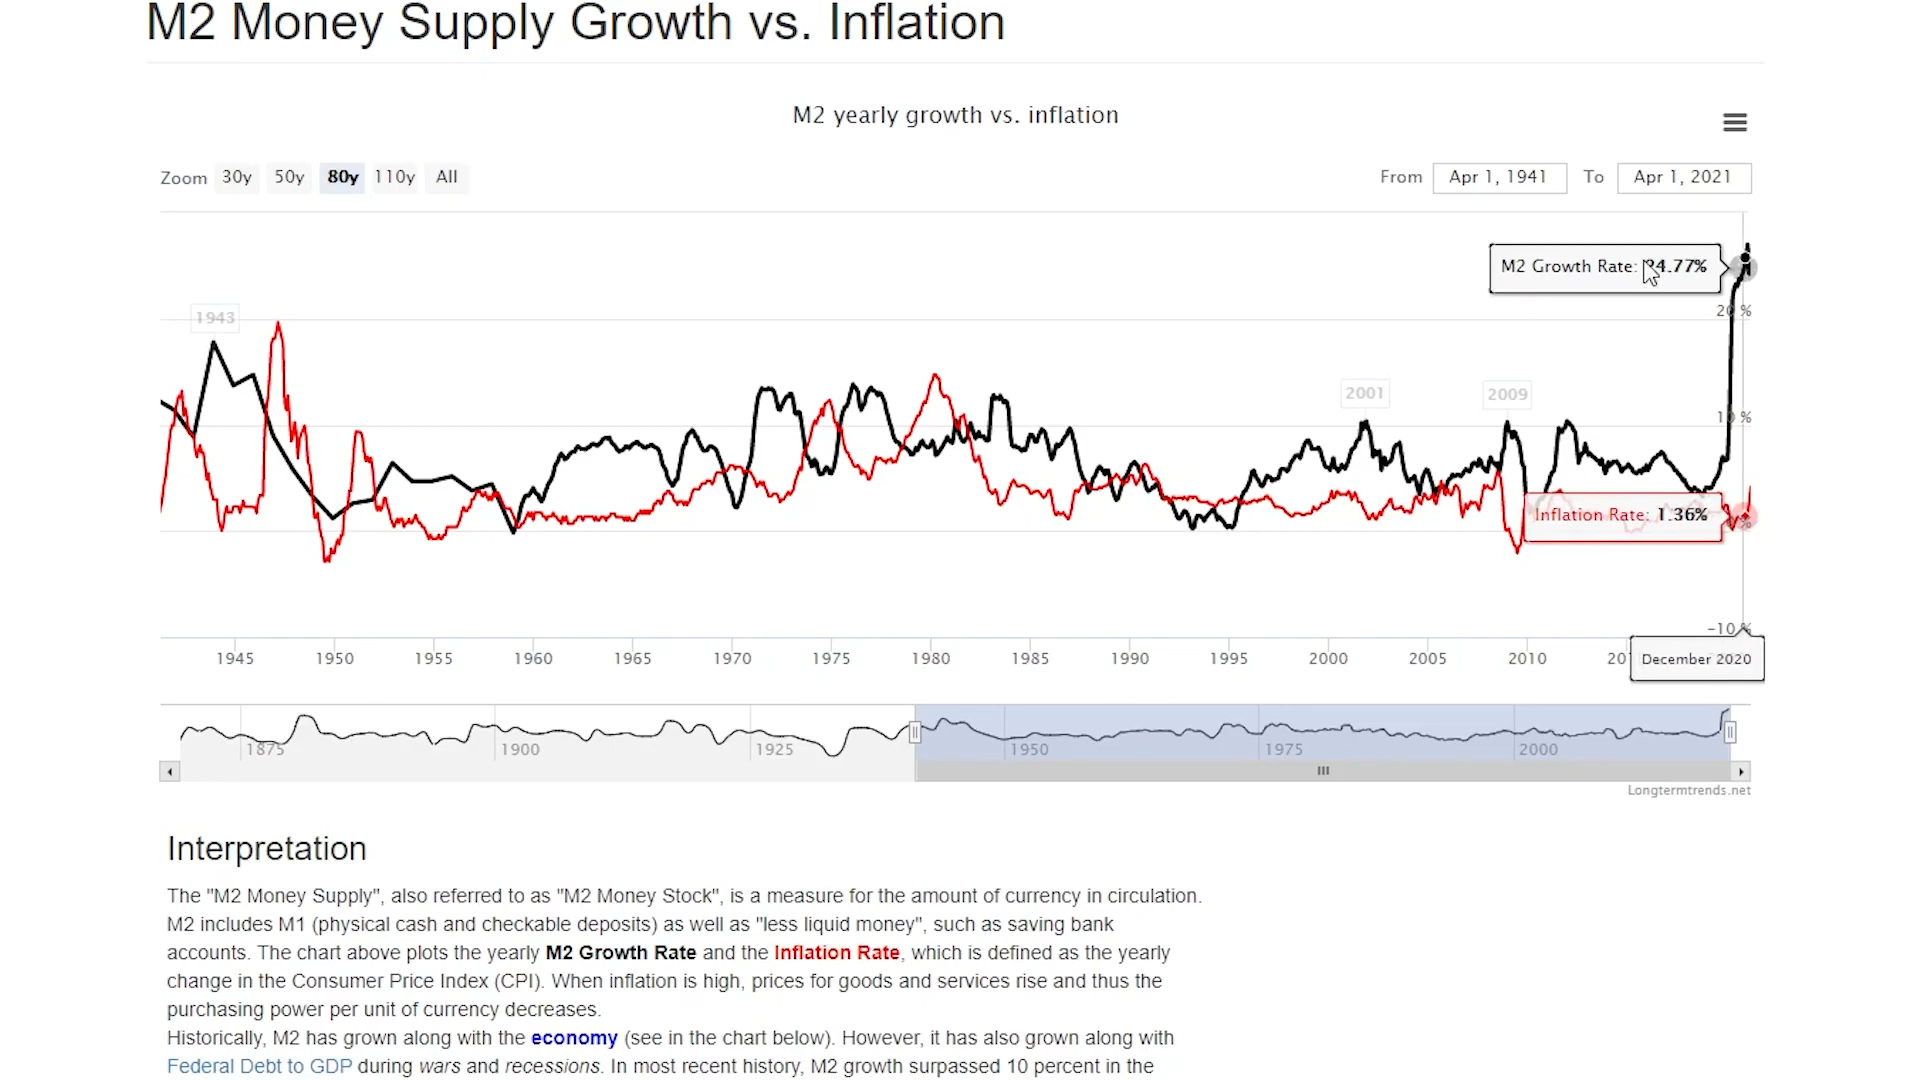 M2 Money Supply Growth vs. Inflation
M2 yearly growth vs. inflation
Zoom 30y 50y 80y 110y All
From Apr 1, 1941 To Apr 1, 2021
M2 Growth Rate: 24.77%
20 %
1943
2001
2009
10 %
Inflation Rate: 1.36%
-10 %
1945 1950 1955 1960 1965 1970 1975 1980 1985 1990 1995 2000 2005 2010
December 2020
1875 1900 1925 1950 1975 2000
Longtermtrends.net
Interpretation
The "M2 Money Supply", also referred to as "M2 Money Stock", is a measure for the amount of currency in circulation.
M2 includes M1 (physical cash and checkable deposits) as well as "less liquid money", such as saving bank
accounts. The chart above plots the yearly M2 Growth Rate and the Inflation Rate, which is defined as the yearly
change in the Consumer Price Index (CPI). When inflation is high, prices for goods and services rise and thus the
purchasing power per unit of currency decreases.
Historically, M2 has grown along with the economy (see in the chart below). However, it has also grown along with
Federal Debt to GDP during wars and recessions. In most recent history, M2 growth surpassed 10 percent in the